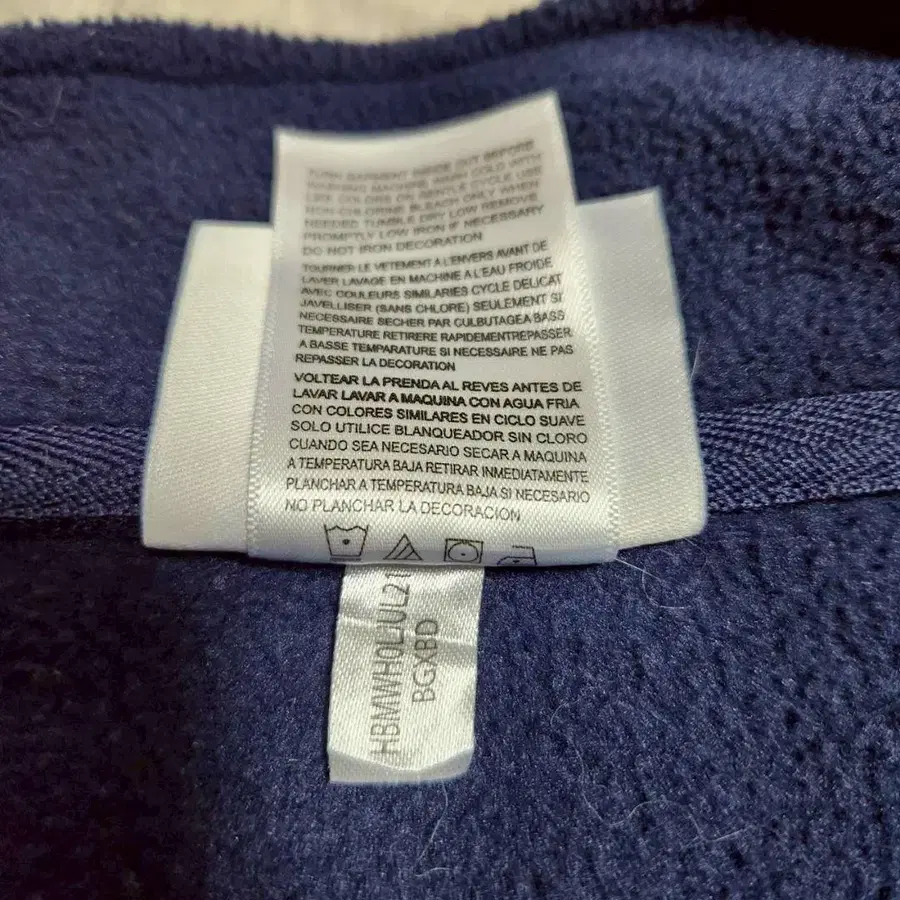 TURN GARMENT INSIDE OUT BEFORE
WASHING MACHINE WASH COLD WITH
LIKE COLORS ON GENTLE CYCLE USE
NON-CHLORINE BLEACH ONLY WHEN
NEEDED TUMBLE DRY LOW REMOVE
PROMPTLY LOW IRON IF NECESSARY
DO NOT IRON DECORATION
TOURNER LE VETEMENT A L'ENVERS AVANT DE
LAVER LAVAGE EN MACHINE A L'EAU FROIDE
AVEC COULEURS SIMILARIES CYCLE DELICAT
JAVELLISER (SANS CHLORE) SEULEMENT SI
NECESSAIRE SECHER PAR CULBUTAGEA BASS
TEMPERATURE RETIRERE RAPIDEMENTREPASSER
A BASSE TEMPARATURE SI NECESSAIRE NE PAS
REPASSER LA DECORATION
VOLTEAR LA PRENDA AL REVES ANTES DE
LAVAR LAVAR A MAQUINA CON AGUA FRIA
CON COLORES SIMILARES EN CICLO SUAVE
SOLO UTILICE BLANQUEADOR SIN CLORO
CUANDO SEA NECESARIO SECAR A MAQUINA
A TEMPERATURA BAJA RETIRAR INMEDIATAMENTE
PLANCHAR A TEMPERATURA BAJA SI NECESARIO
NO PLANCHAR LA DECORACION
BGXBD